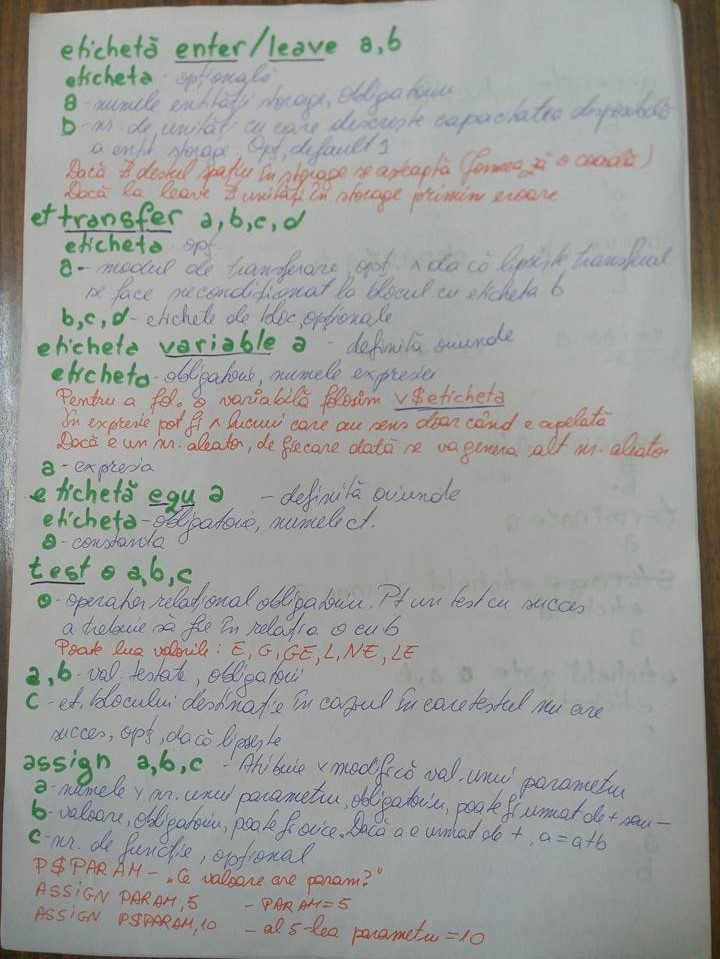 etichetă enter/leave a,b
eticheta - opțională
a - numele entității storage, obligatoriu
b - nr. de unități cu care descrește capacitatea disponibilă
a entit. storage. Opț, default 1
Dacă ∄ destul spațiu în storage se așteaptă (formează o coadă)
Dacă la leave ∄ unități în storage primim eroare
et transfer a,b,c,d
eticheta - opț.
a - modul de transferare, opț. dacă lipsește transferul
se face necondiționat la blocul cu eticheta b
b,c,d - etichete de bloc, opționale
eticheta variable a - definită oriunde
eticheta - obligatorie, numele expresiei
Pentru a fol. o variabilă folosim v$eticheta
În expresie pot fi lucruri care au sens doar când e apelată
Dacă e un nr. aleator, de fiecare dată se va genera alt nr. aleator
a - expresia
etichetă equ a - definită oriunde
eticheta - obligatorie, numele ct.
a - constanta
test o a,b,c
o - operator relațional obligatoriu. Pt un test cu succes
a trebuie să fie în relația o cu b
Poate lua valorile: E, G, GE, L, NE, LE
a,b - val. testate, obligatorii
c - et. blocului destinație în cazul în care testul nu are
succes, opț, dacă lipsește
assign a,b,c - Atribuie modifică val. unui parametru
a - numele nr. unui parametru, obligatoriu, poate fi urmat de + sau -
b - valoare, obligatoriu, poate fi orice. Dacă a e urmat de +, a=a+b
c - nr. de funcție, opțional
P$PARAM - „Ce valoare are param?"
ASSIGN PARAM,5 - PARAM=5
ASSIGN P$PARAM,10 - al 5-lea parametru=10